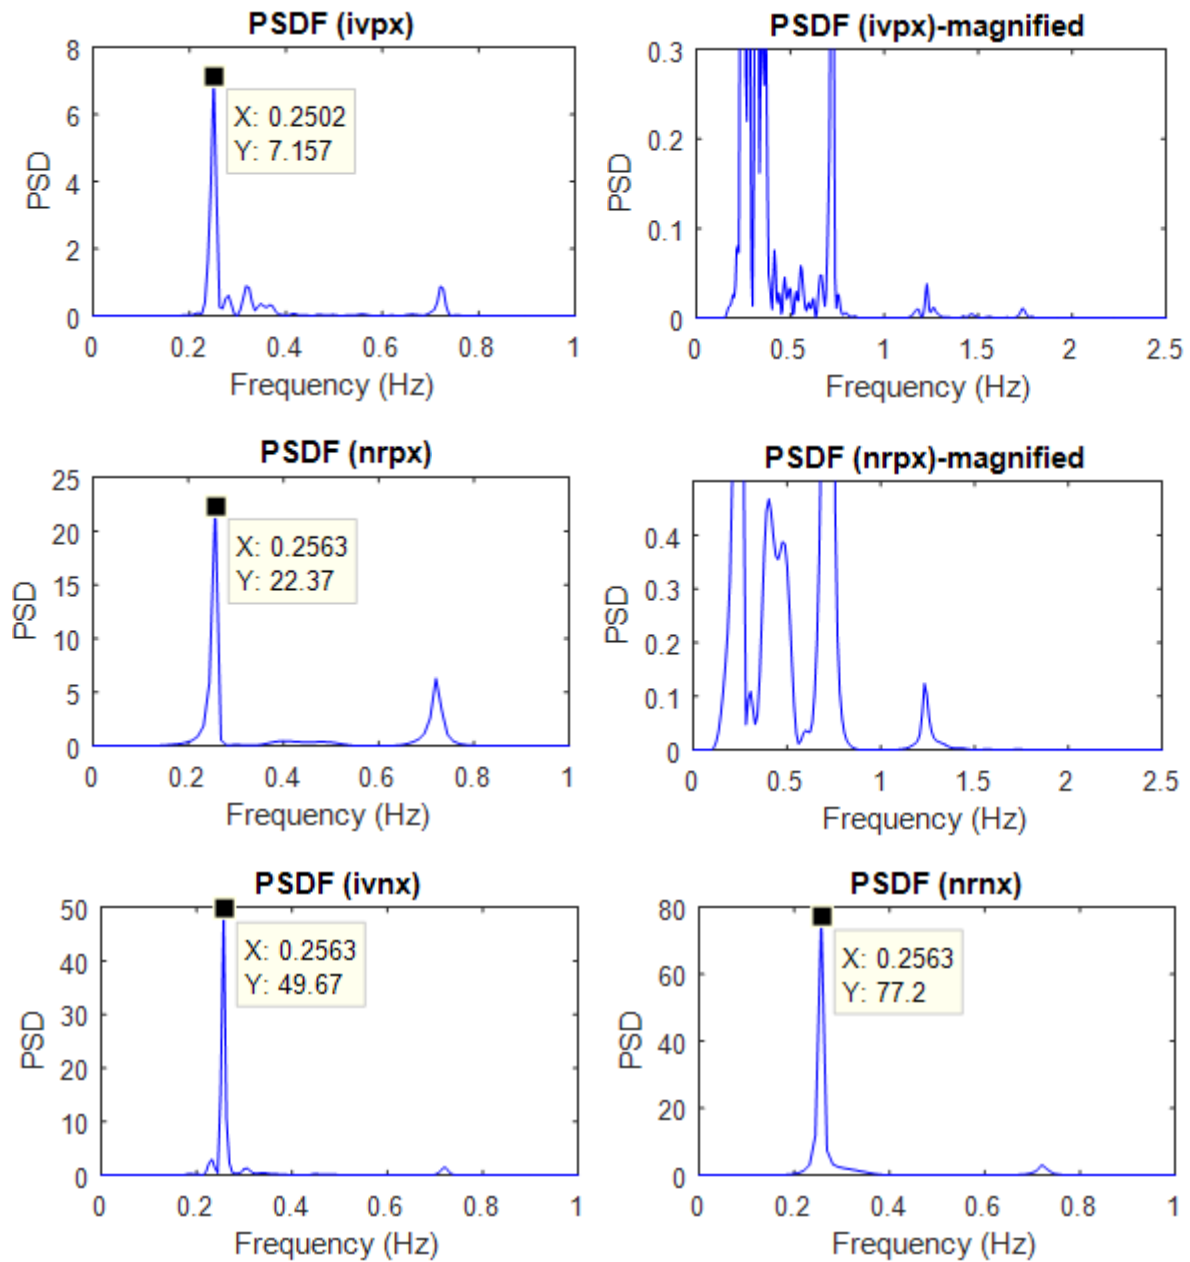 PSDF (ivpx)
8
6
4
2
0
PSD
X: 0.2502
Y: 7.157
0 0.2 0.4 0.6 0.8 1
Frequency (Hz)
PSDF (ivpx)-magnified
0.3
0.2
0.1
0
PSD
0 0.5 1 1.5 2 2.5
Frequency (Hz)
PSDF (nrpx)
25
20
15
10
5
0
PSD
X: 0.2563
Y: 22.37
0 0.2 0.4 0.6 0.8 1
Frequency (Hz)
PSDF (nrpx)-magnified
0.4
0.3
0.2
0.1
0
PSD
0 0.5 1 1.5 2 2.5
Frequency (Hz)
PSDF (ivnx)
50
40
30
20
10
0
PSD
X: 0.2563
Y: 49.67
0 0.2 0.4 0.6 0.8 1
Frequency (Hz)
PSDF (nrnx)
80
60
40
20
0
PSD
X: 0.2563
Y: 77.2
0 0.2 0.4 0.6 0.8 1
Frequency (Hz)